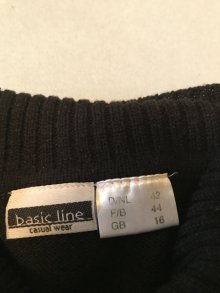 basic line
casual wear
D/NL 42
F/B 44
GB 16